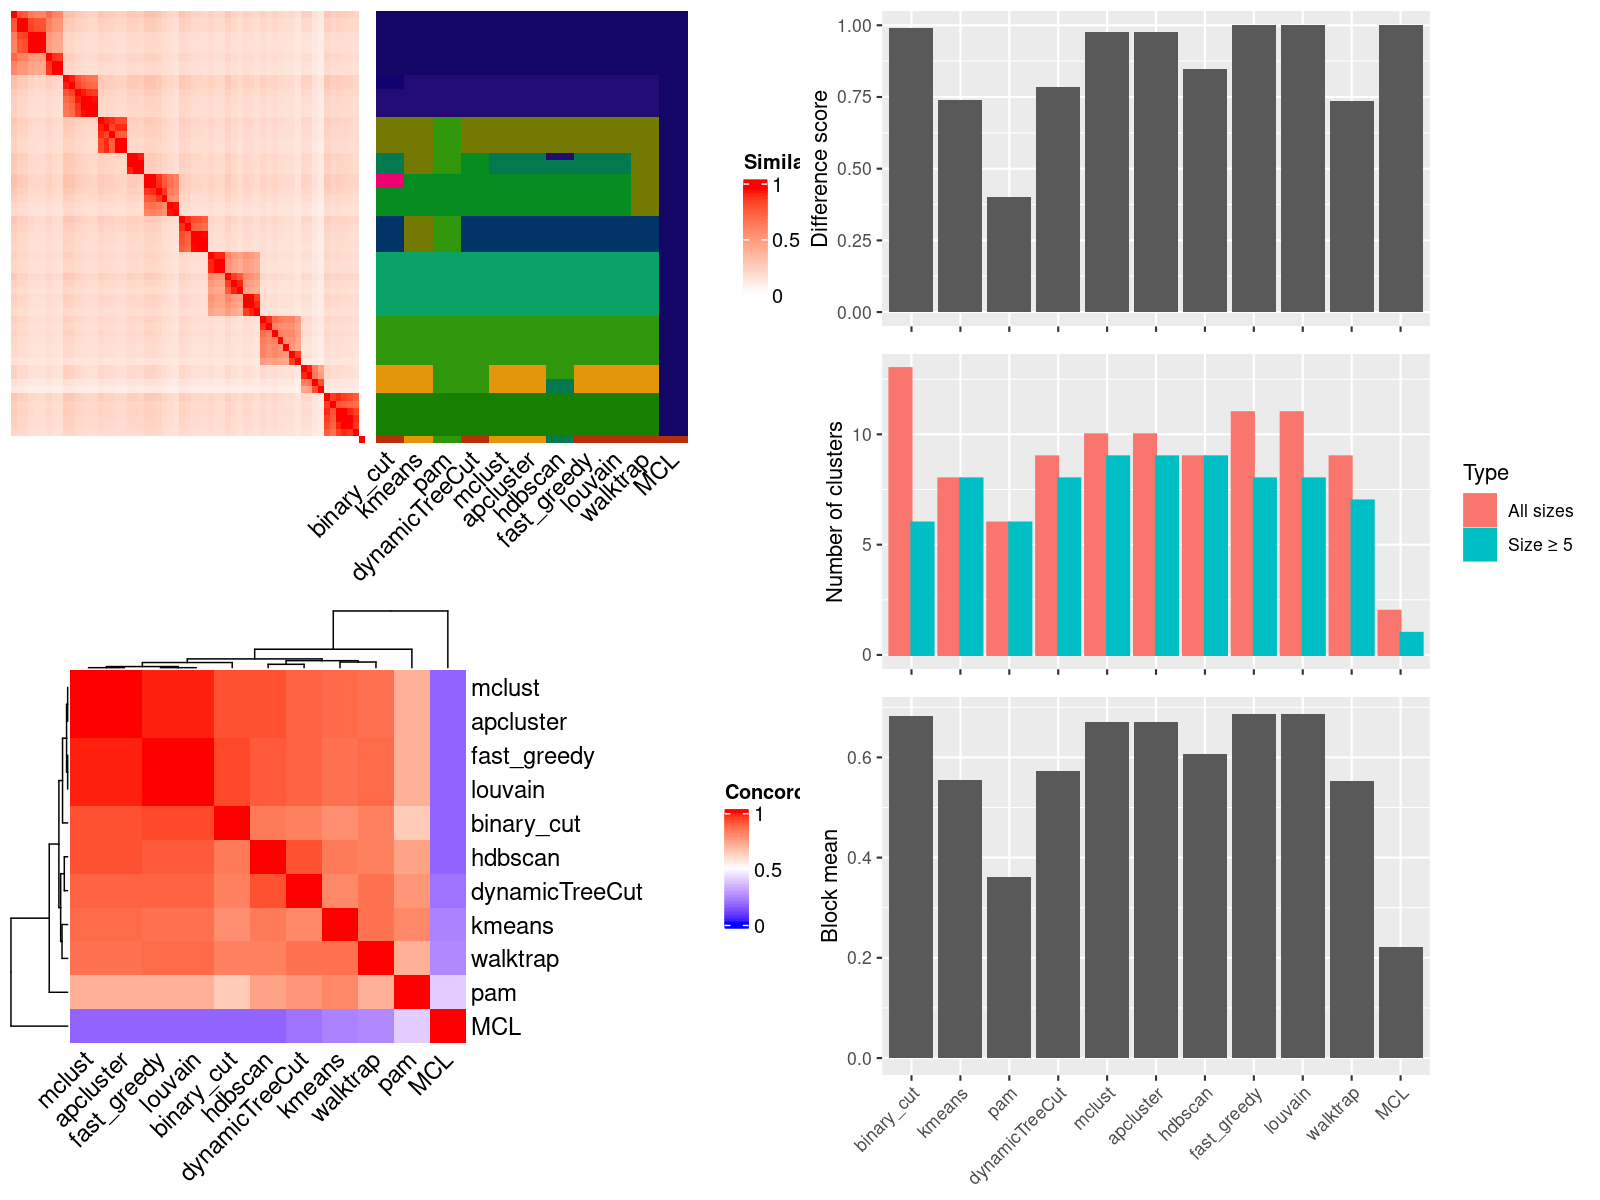 Simila
1
0.5
0
binary_cut
kmeans
pam
dynamicTreeCut
mclust
apcluster
hdbscan
fast_greedy
louvain
walktrap
MCL
Difference score
1.00
0.75
0.50
0.25
0.00
Number of clusters
10
5
0
Type
All sizes
Size ≥ 5
mclust
apcluster
fast_greedy
louvain
binary_cut
hdbscan
dynamicTreeCut
kmeans
walktrap
pam
MCL
mclust
apcluster
fast_greedy
louvain
binary_cut
hdbscan
dynamicTreeCut
kmeans
walktrap
pam
MCL
Concord
1
0.5
0
Block mean
0.6
0.4
0.2
0.0
binary_cut
kmeans
pam
dynamicTreeCut
mclust
apcluster
hdbscan
fast_greedy
louvain
walktrap
MCL